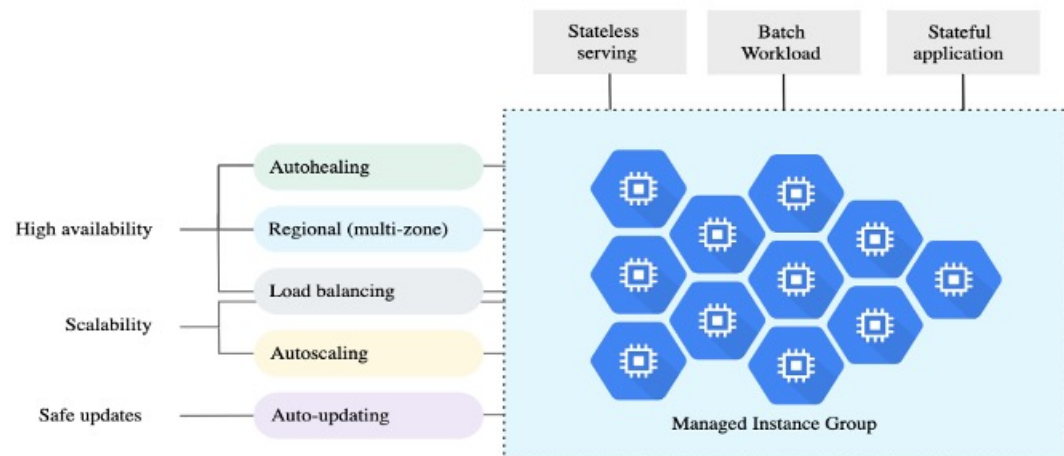 Stateless
serving
Batch
Workload
Stateful
application
Autohealing
High availability
Regional (multi-zone)
Load balancing
Scalability
Autoscaling
Safe updates
Auto-updating
Managed Instance Group